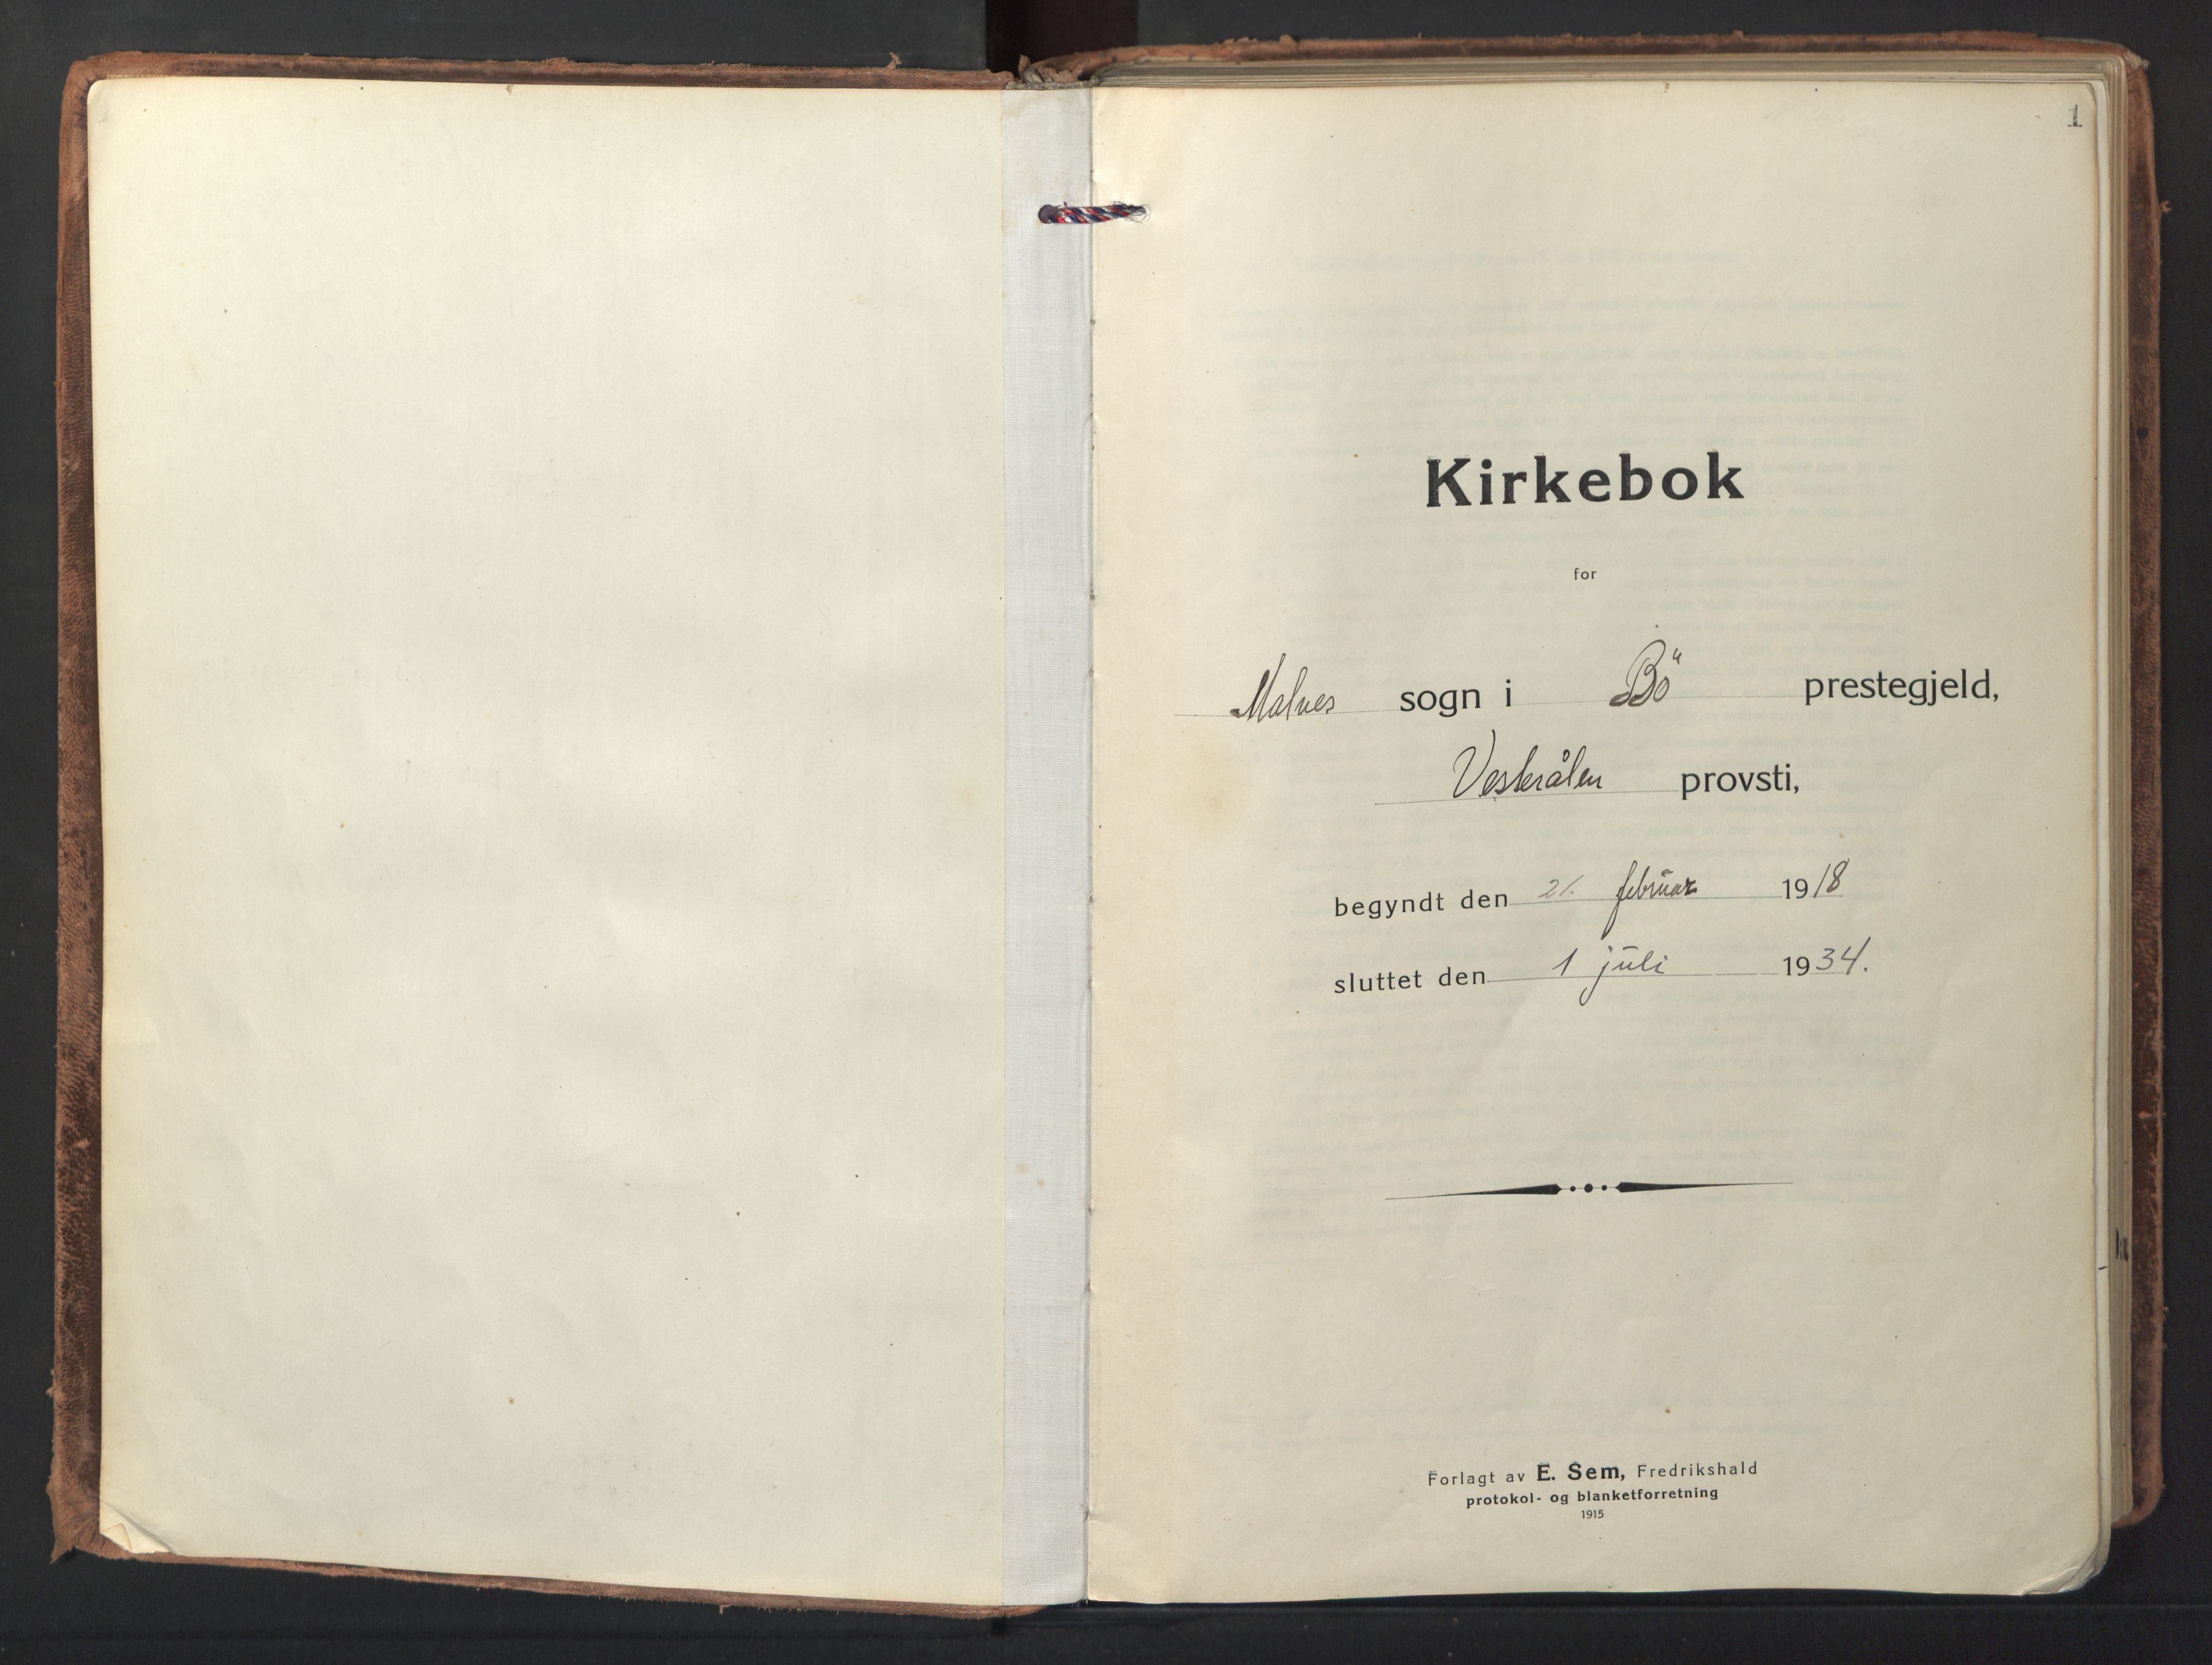 1
Kirkebok
for
Malnes sogn i Bö prestegjeld,
Vesterålen provsti,
begyndt den 21. februar 1918
sluttet den 1 juli 1934.
Forlagt av E. Sem, Fredrikshald
protokol- og blanketforretning
1915